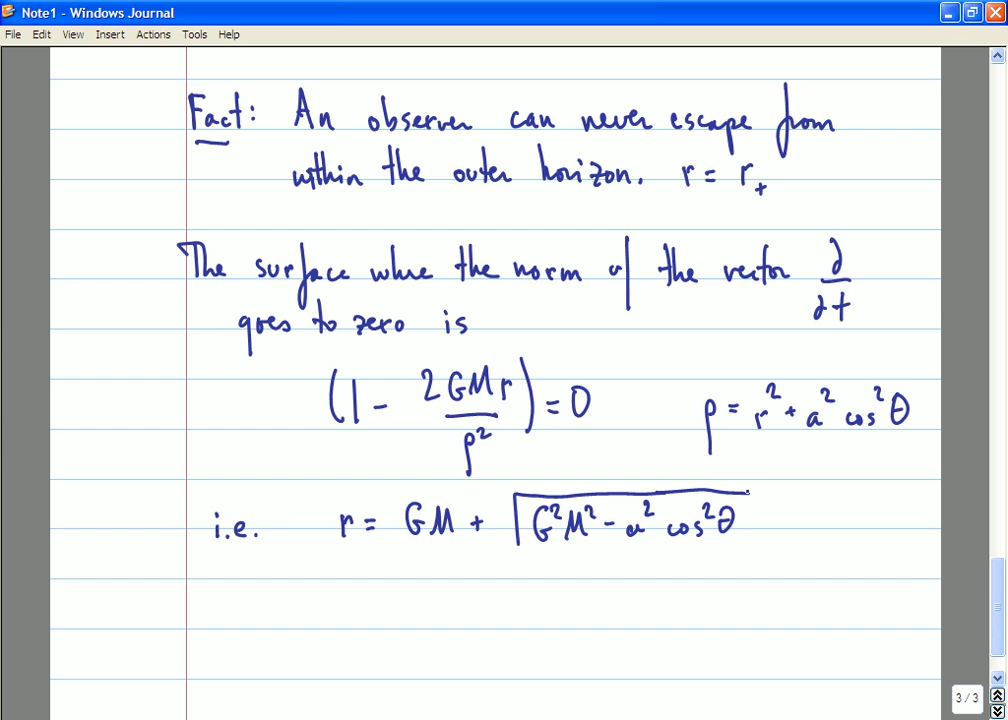 Note1 - Windows Journal
File Edit View Insert Actions Tools Help
Fact: An observer can never escape from
within the outer horizon. r = r₊
The surface where the norm of the vector ∂/∂t
goes to zero is
(1 - 2GMr/ρ²) = 0 ρ = r² + a² cos²θ
i.e. r = GM + √(G²M² - a² cos²θ)
3 / 3